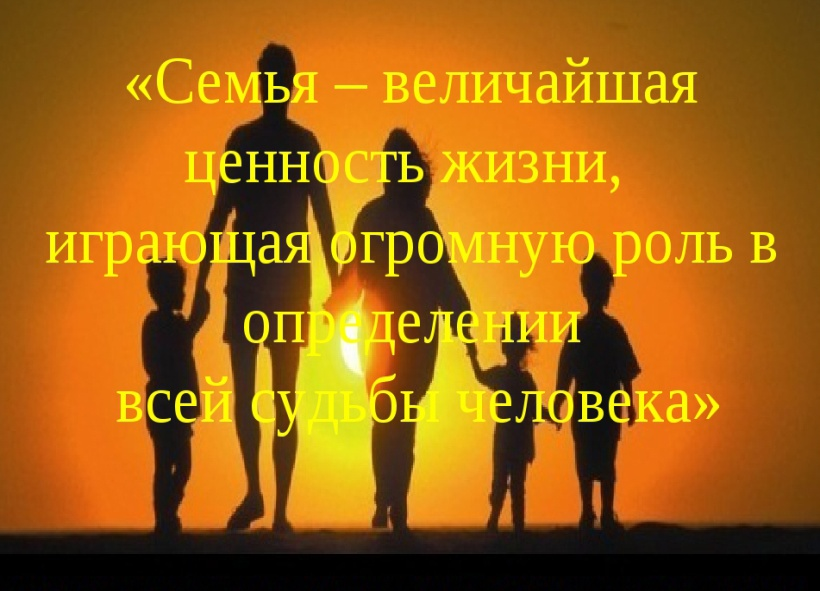 «Семья – величайшая
ценность жизни,
играющая огромную роль в
определении
всей судьбы человека»